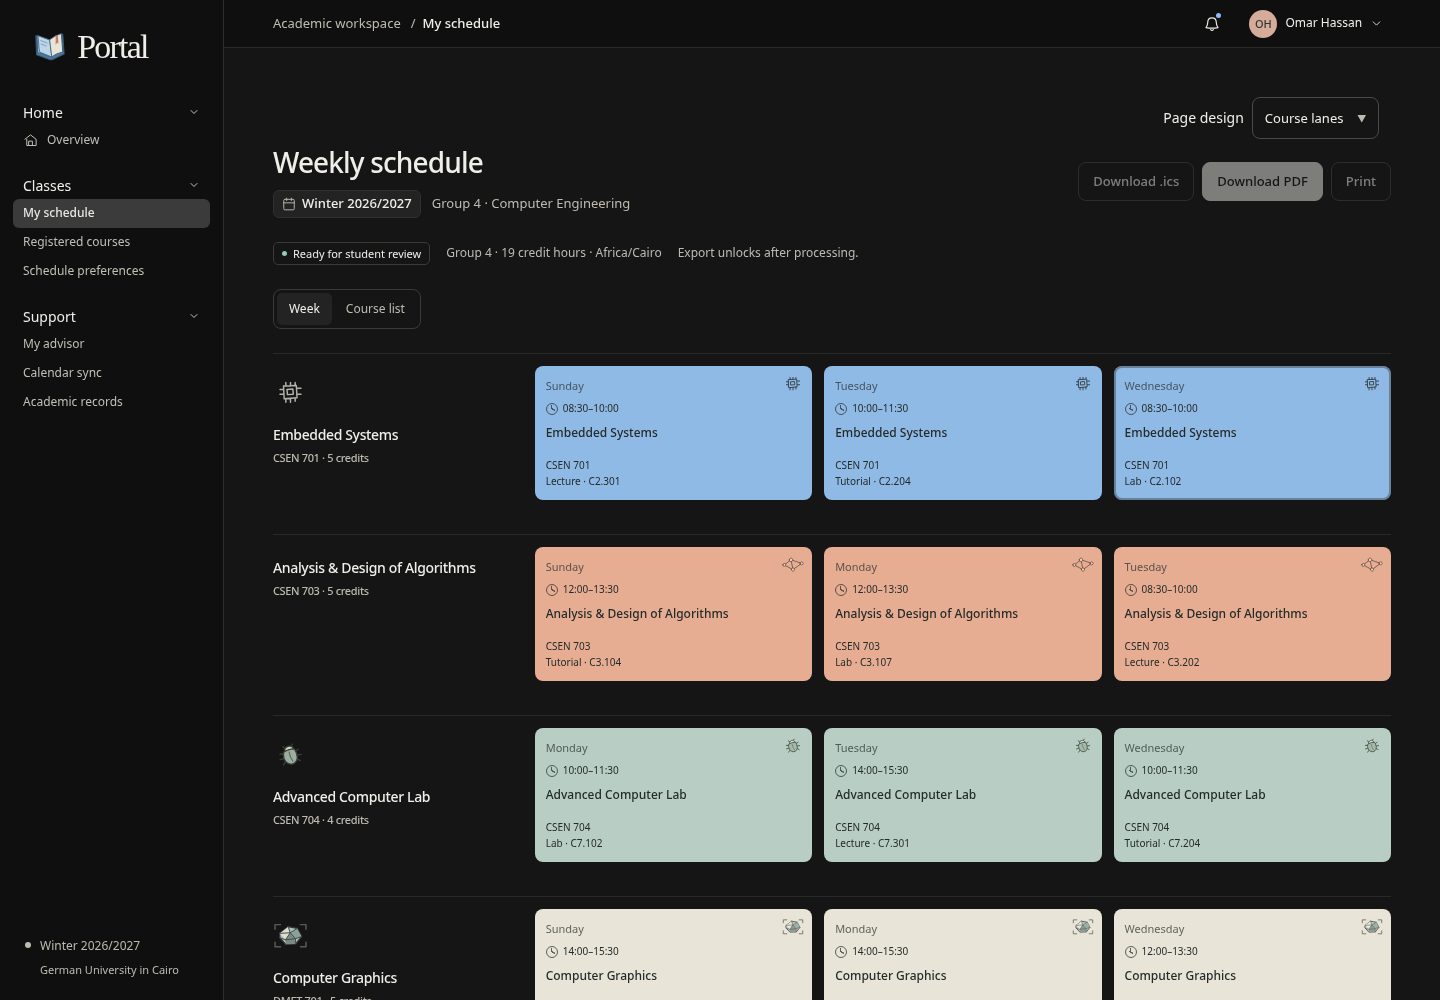 Portal
Home
Overview
Classes
My schedule
Registered courses
Schedule preferences
Support
My advisor
Calendar sync
Academic records
Winter 2026/2027
German University in Cairo
Academic workspace / My schedule
OH Omar Hassan
Page design Course lanes
Weekly schedule
Winter 2026/2027 Group 4 · Computer Engineering
Download .ics Download PDF Print
Ready for student review Group 4 · 19 credit hours · Africa/Cairo Export unlocks after processing.
Week Course list
Embedded Systems
CSEN 701 · 5 credits
Sunday
08:30–10:00
Embedded Systems
CSEN 701
Lecture · C2.301
Tuesday
10:00–11:30
Embedded Systems
CSEN 701
Tutorial · C2.204
Wednesday
08:30–10:00
Embedded Systems
CSEN 701
Lab · C2.102
Analysis & Design of Algorithms
CSEN 703 · 5 credits
Sunday
12:00–13:30
Analysis & Design of Algorithms
CSEN 703
Tutorial · C3.104
Monday
12:00–13:30
Analysis & Design of Algorithms
CSEN 703
Lab · C3.107
Tuesday
08:30–10:00
Analysis & Design of Algorithms
CSEN 703
Lecture · C3.202
Advanced Computer Lab
CSEN 704 · 4 credits
Monday
10:00–11:30
Advanced Computer Lab
CSEN 704
Lab · C7.102
Tuesday
14:00–15:30
Advanced Computer Lab
CSEN 704
Lecture · C7.301
Wednesday
10:00–11:30
Advanced Computer Lab
CSEN 704
Tutorial · C7.204
Computer Graphics
DMET 701 · 5 credits
Sunday
14:00–15:30
Computer Graphics
Monday
14:00–15:30
Computer Graphics
Wednesday
12:00–13:30
Computer Graphics